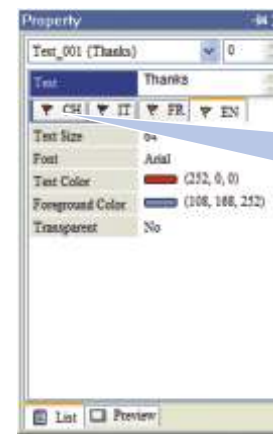 Property
Text_001 (Thanks) 0
Text Thanks
CH IT FR EN
Text Size 64
Font Arial
Text Color (252, 0, 0)
Foreground Color (108, 168, 252)
Transparent No
List Preview